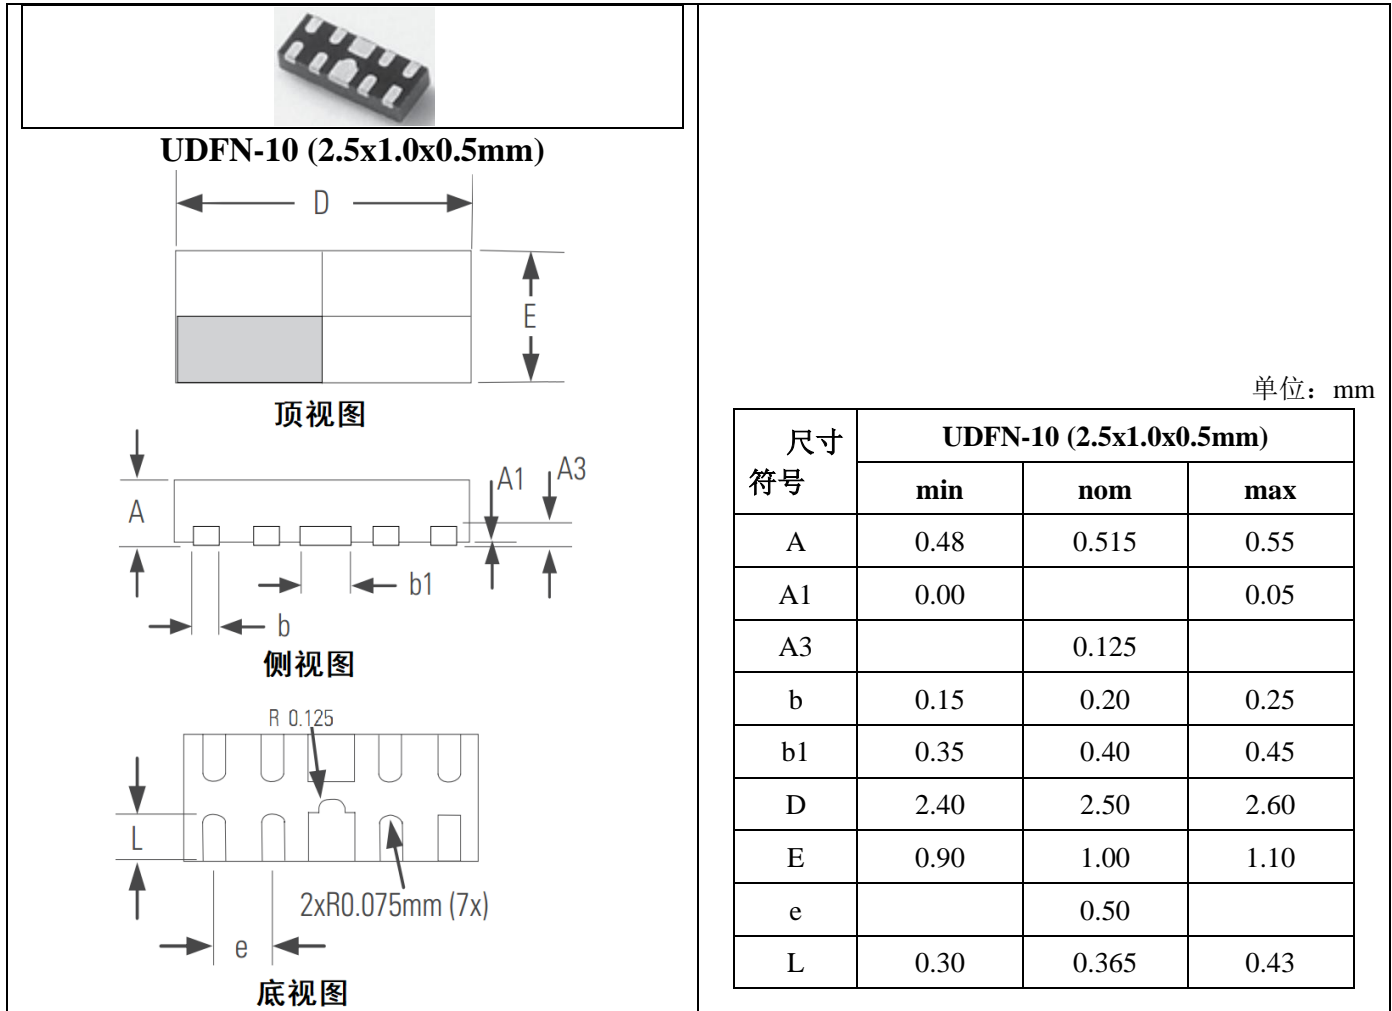 UDFN-10 (2.5x1.0x0.5mm)
D
E
顶视图
A
A1
A3
b1
b
侧视图
R 0.125
L
2xR0.075mm (7x)
e
底视图
单位：mm
尺寸 UDFN-10 (2.5x1.0x0.5mm)
符号 min nom max
A 0.48 0.515 0.55
A1 0.00 0.05
A3 0.125
b 0.15 0.20 0.25
b1 0.35 0.40 0.45
D 2.40 2.50 2.60
E 0.90 1.00 1.10
e 0.50
L 0.30 0.365 0.43